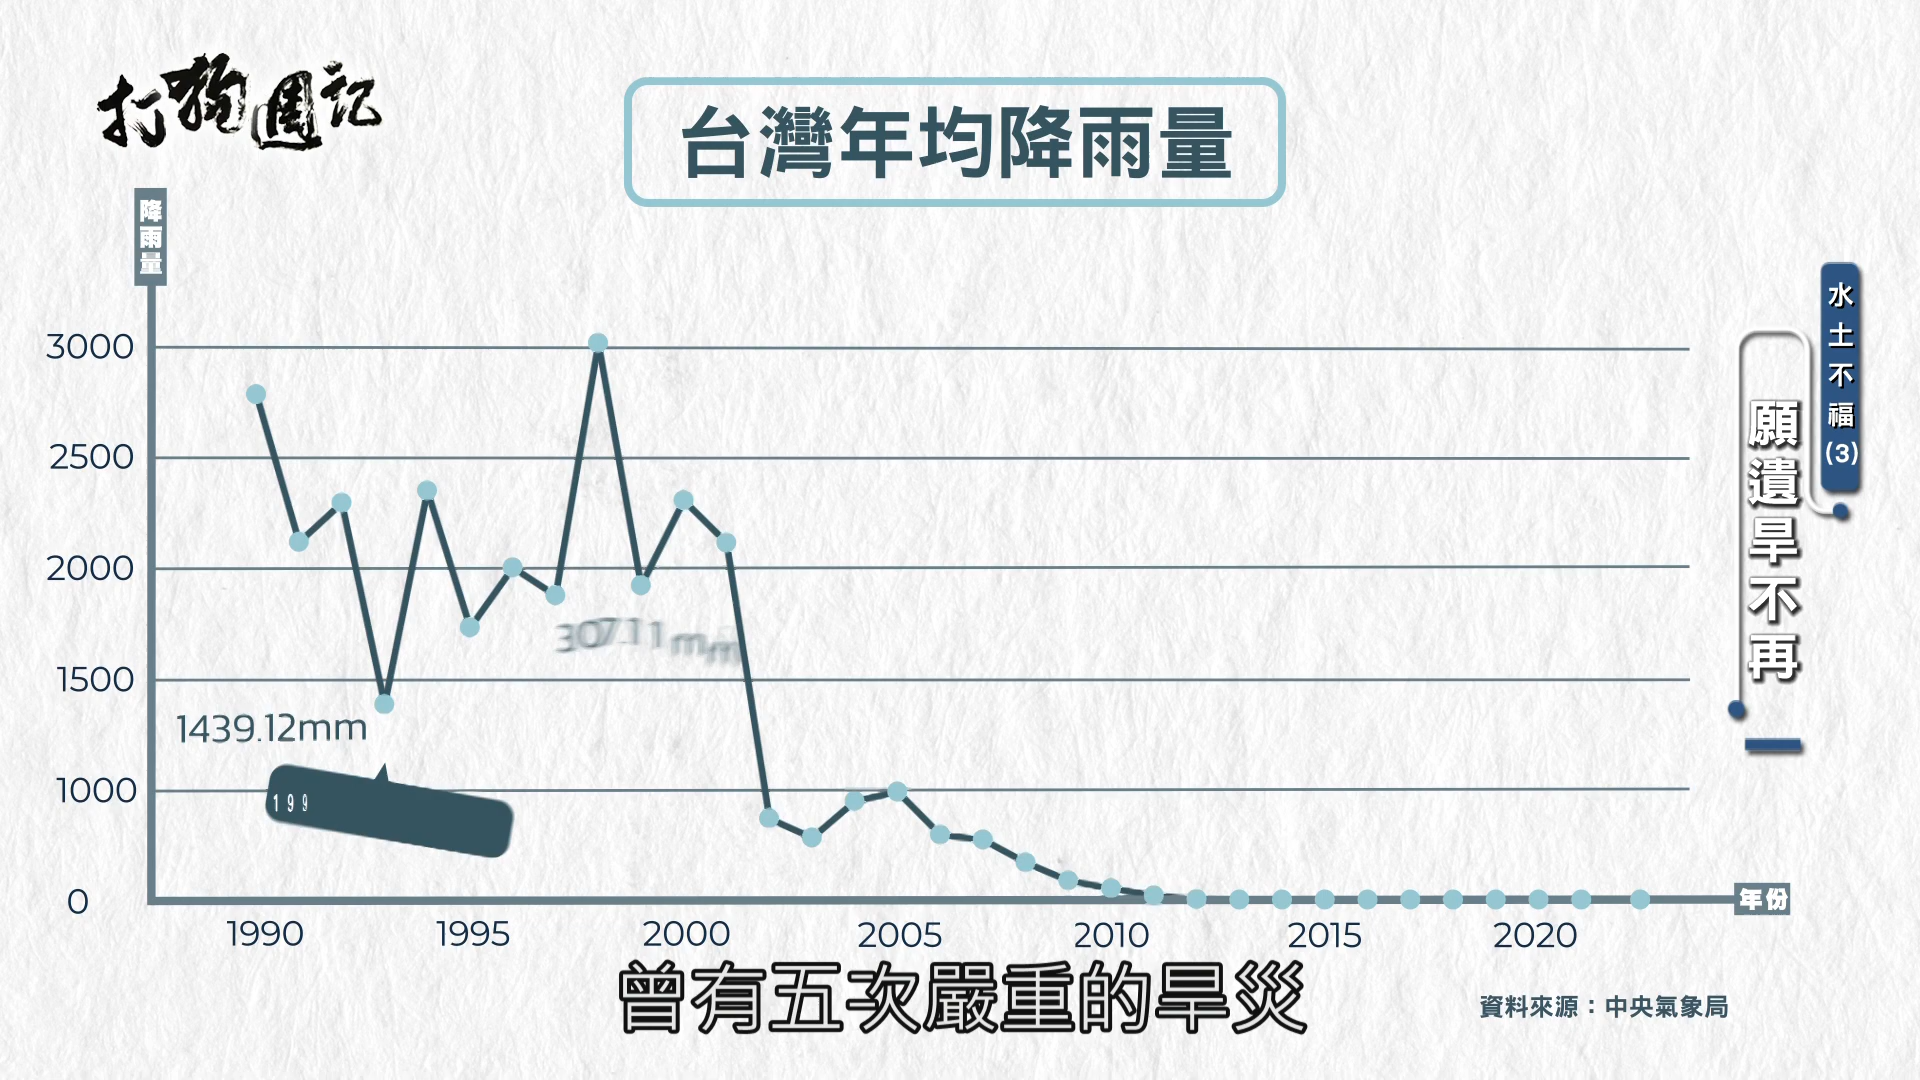 打狗週記
台灣年均降雨量
降雨量
3000
2500
2000
1500
1000
0
307.11mm
1439.12mm
199
1990 1995 2000 2005 2010 2015 2020
年份
水土不福(3)
願遺旱不再
曾有五次嚴重的旱災
資料來源：中央氣象局